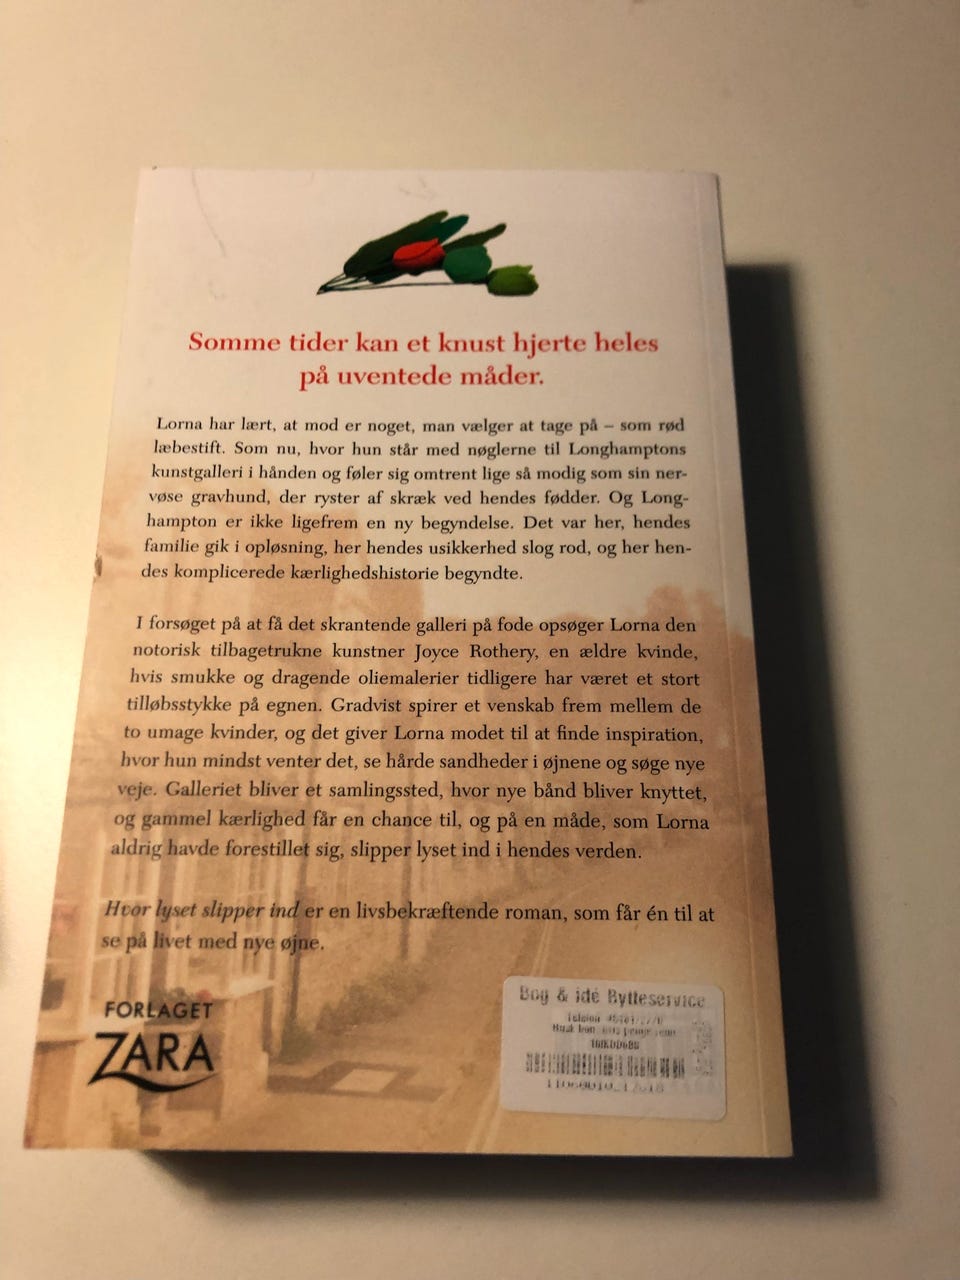 Somme tider kan et knust hjerte heles
på uventede måder.
Lorna har lært, at mod er noget, man vælger at tage på – som rød
læbestift. Som nu, hvor hun står med nøglerne til Longhamptons
kunstgalleri i hånden og føler sig omtrent lige så modig som sin ner-
vøse gravhund, der ryster af skræk ved hendes fødder. Og Long-
hampton er ikke ligefrem en ny begyndelse. Det var her, hendes
familie gik i opløsning, her hendes usikkerhed slog rod, og her hen-
des komplicerede kærlighedshistorie begyndte.
I forsøget på at få det skrantende galleri på fode opsøger Lorna den
notorisk tilbagetrukne kunstner Joyce Rothery, en ældre kvinde,
hvis smukke og dragende oliemalerier tidligere har været et stort
tilløbsstykke på egnen. Gradvist spirer et venskab frem mellem de
to umage kvinder, og det giver Lorna modet til at finde inspiration,
hvor hun mindst venter det, se hårde sandheder i øjnene og søge nye
veje. Galleriet bliver et samlingssted, hvor nye bånd bliver knyttet,
og gammel kærlighed får en chance til, og på en måde, som Lorna
aldrig havde forestillet sig, slipper lyset ind i hendes verden.
Hvor lyset slipper ind er en livsbekræftende roman, som får én til at
se på livet med nye øjne.
FORLAGET
ZARA
Bog & idé Bytteservice